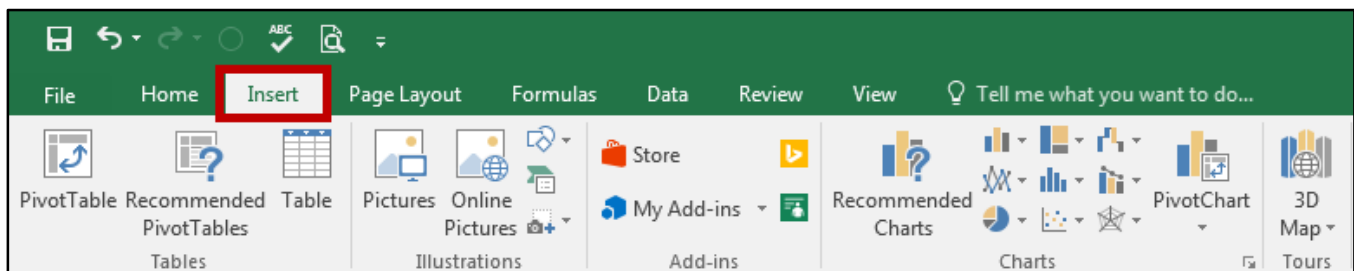 ABC
File Home Insert Page Layout Formulas Data Review View Tell me what you want to do...
PivotTable Recommended PivotTables Table
Pictures Online Pictures
Store
My Add-ins
Recommended Charts
PivotChart
3D Map
Tables Illustrations Add-ins Charts Tours